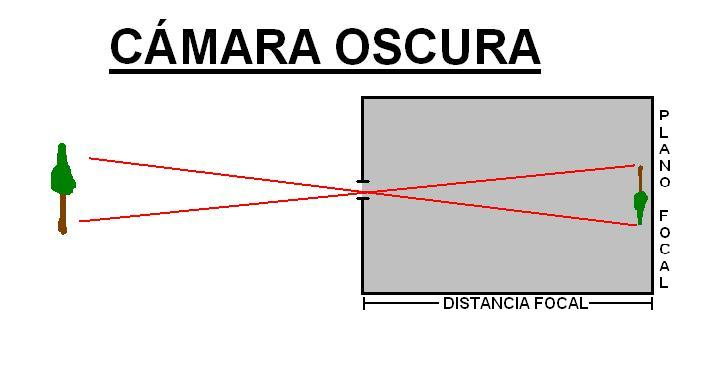 CÁMARA OSCURA
PLANO FOCAL
DISTANCIA FOCAL